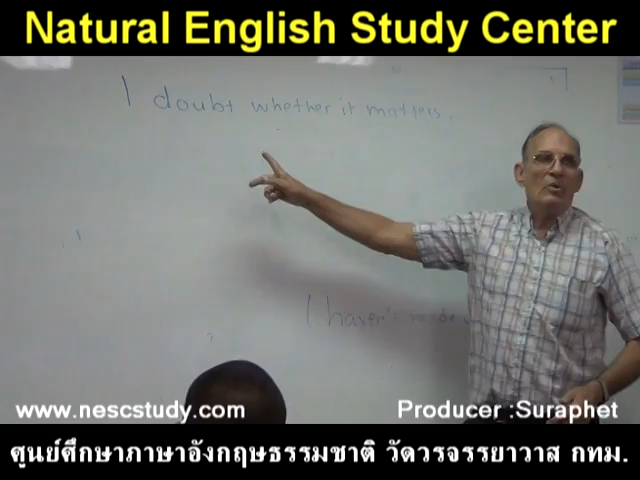 Natural English Study Center
I doubt whether it matters.
I haven't made
www.nescstudy.com Producer :Suraphet
ศูนย์ศึกษาภาษาอังกฤษธรรมชาติ วัดวรจรรยาวาส กทม.